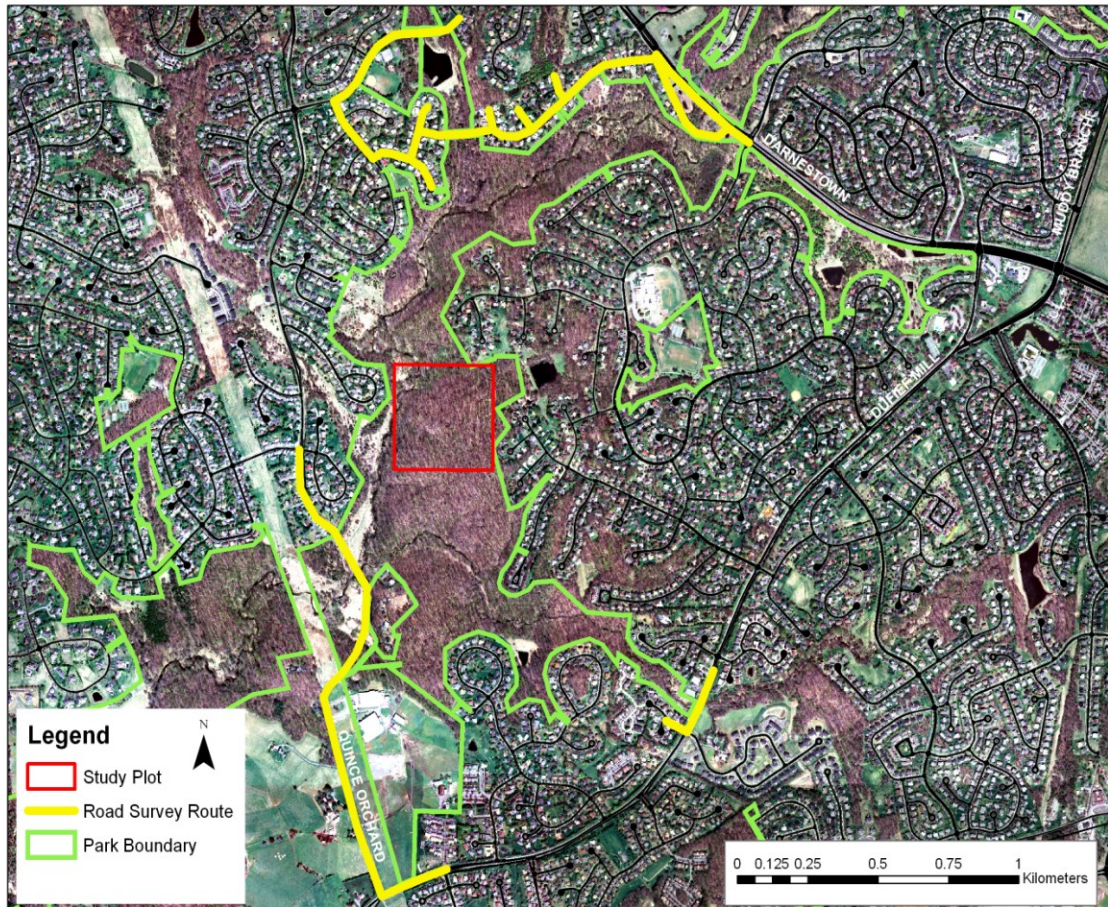 DARNESTOWN
MUDDY BRANCH
DUFIEF MILL
QUINCE ORCHARD
Legend
N
Study Plot
Road Survey Route
Park Boundary
0 0.125 0.25 0.5 0.75 1
Kilometers